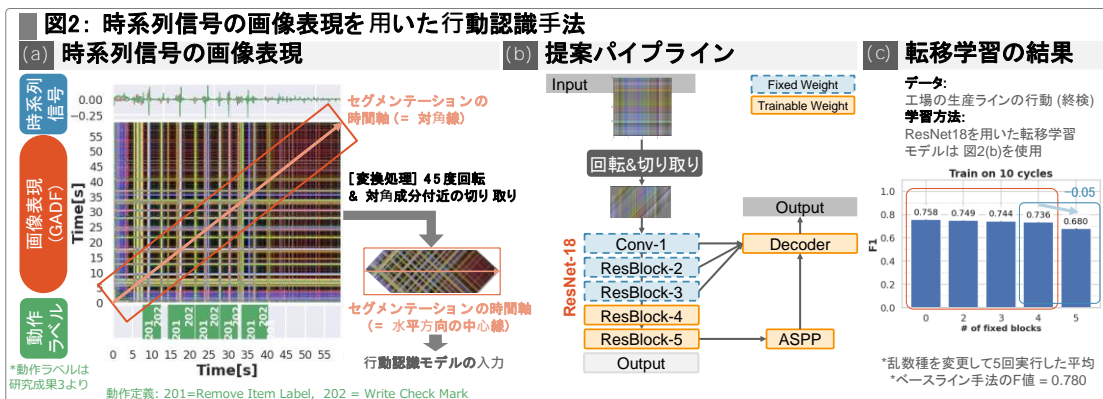 図2: 時系列信号の画像表現を用いた行動認識手法
(a) 時系列信号の画像表現
時系列
信号
0.00
−0.25
セグメンテーションの
時間軸 (= 対角線)
画像表現
(GADF)
Time[s]
55
50
45
40
35
30
25
20
15
10
5
0
[変換処理] 45度回転
& 対角成分付近の切り取り
セグメンテーションの時間軸
(= 水平方向の中心線)
行動認識モデルの入力
動作
ラベル
201
202
201
202
201
202
201
202
0 5 10 15 20 25 30 35 40 45 50 55
Time[s]
*動作ラベルは
研究成果3より
動作定義: 201=Remove Item Label, 202 = Write Check Mark
(b) 提案パイプライン
Input
Fixed Weight
Trainable Weight
回転&切り取り
Output
ResNet-18
Conv-1
Decoder
ResBlock-2
ResBlock-3
ResBlock-4
ResBlock-5
ASPP
Output
(c) 転移学習の結果
データ:
工場の生産ラインの行動 (終検)
学習方法:
ResNet18を用いた転移学習
モデルは 図2(b)を使用
Train on 10 cycles
−0.05
F1
1.0
0.8
0.6
0.4
0.2
0.0
0.758 0.749 0.744 0.736 0.680
0 2 3 4 5
# of fixed blocks
*乱数種を変更して5回実行した平均
*ベースライン手法のF値 = 0.780